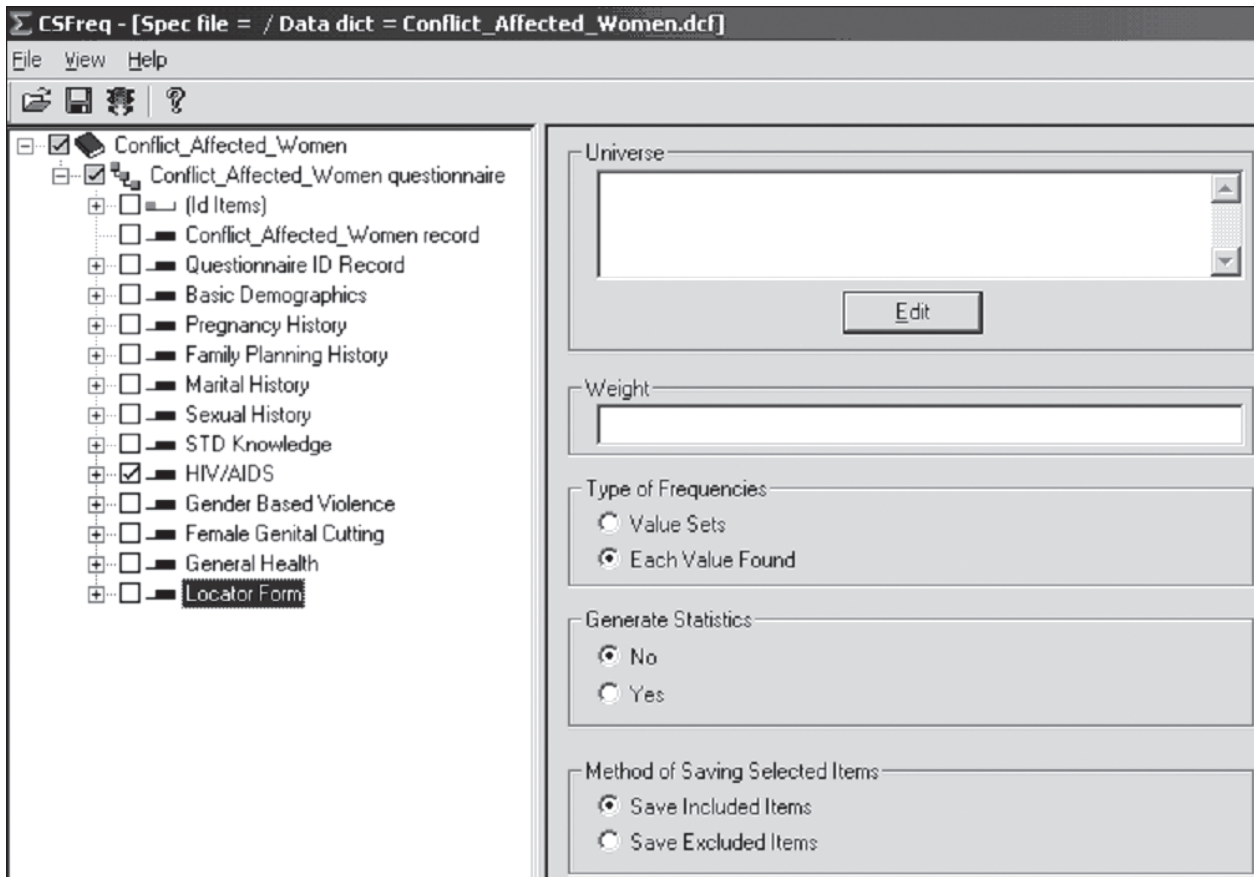 CSFreq - [Spec file = / Data dict = Conflict_Affected_Women.dcf]
File View Help
Conflict_Affected_Women
Conflict_Affected_Women questionnaire
(Id Items)
Conflict_Affected_Women record
Questionnaire ID Record
Basic Demographics
Pregnancy History
Family Planning History
Marital History
Sexual History
STD Knowledge
HIV/AIDS
Gender Based Violence
Female Genital Cutting
General Health
Locator Form
Universe
Edit
Weight
Type of Frequencies
Value Sets
Each Value Found
Generate Statistics
No
Yes
Method of Saving Selected Items
Save Included Items
Save Excluded Items